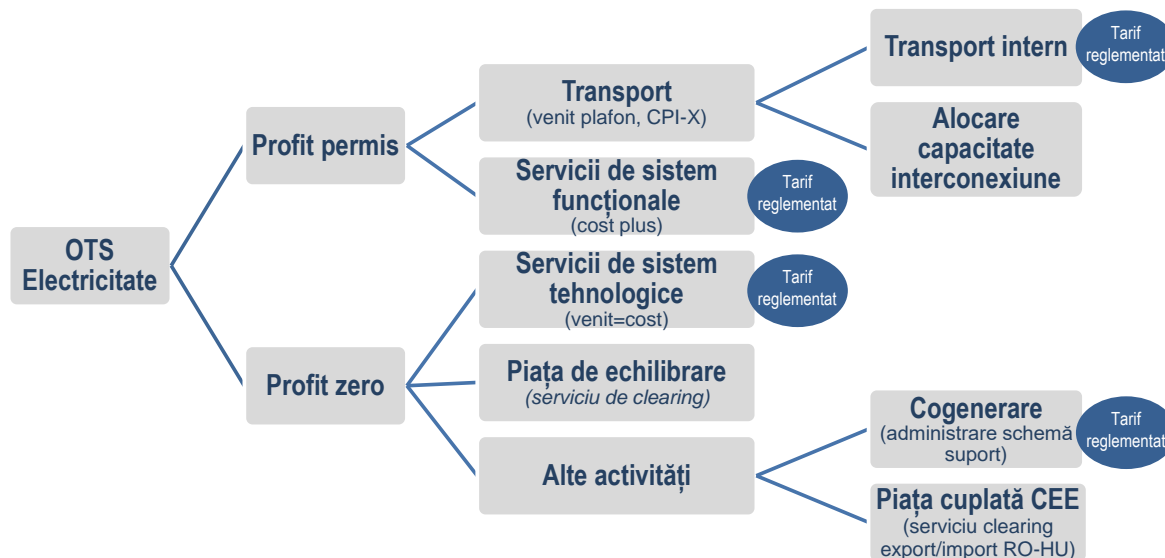 OTS
Electricitate
Profit permis
Transport
(venit plafon, CPI-X)
Transport intern
Tarif
reglementat
Alocare
capacitate
interconexiune
Servicii de sistem
funcționale
(cost plus)
Tarif
reglementat
Profit zero
Servicii de sistem
tehnologice
(venit=cost)
Tarif
reglementat
Piața de echilibrare
(serviciu de clearing)
Alte activități
Cogenerare
(administrare schemă
suport)
Tarif
reglementat
Piața cuplată CEE
(serviciu clearing
export/import RO-HU)